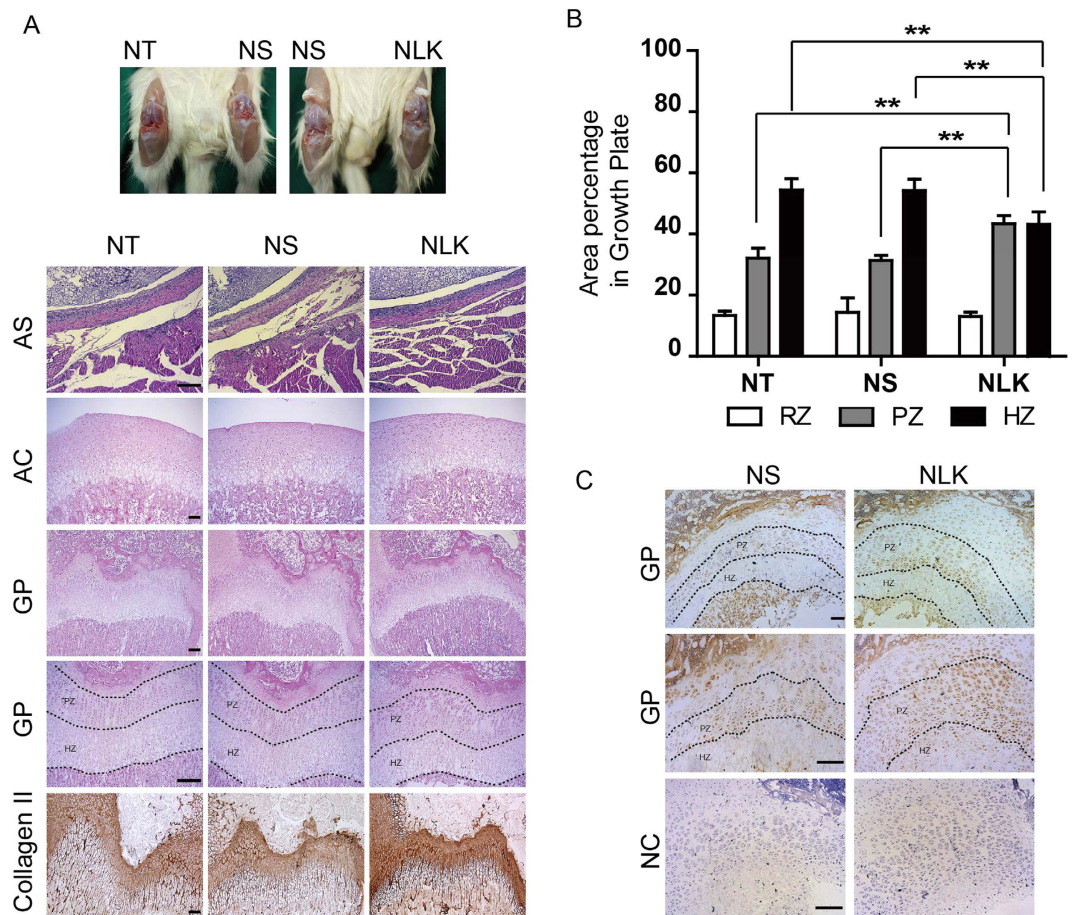 A
NT NS NS NLK
NT NS NLK
AS
AC
GP
GP
PZ PZ PZ
HZ HZ HZ
Collagen II
B
Area percentage
in Growth Plate
100
80
60
40
20
0
** 
**
**
**
NT NS NLK
RZ PZ HZ
C
NS NLK
GP
PZ PZ
HZ HZ
GP
PZ PZ
HZ HZ
NC